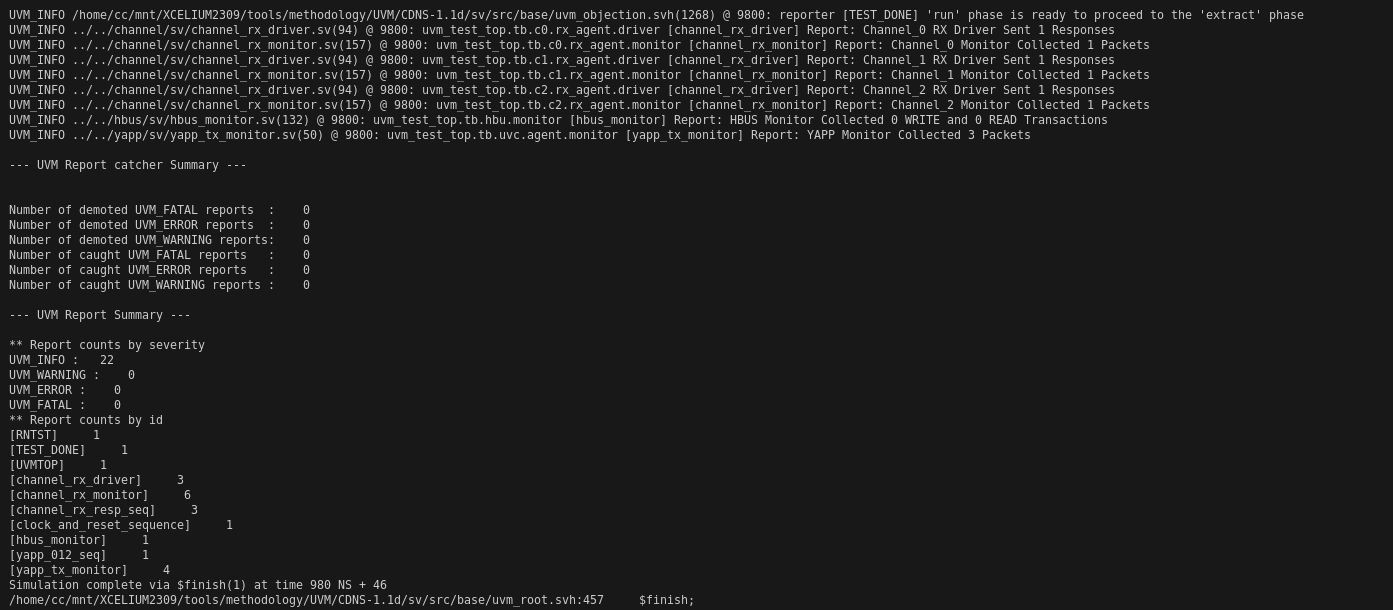 UVM_INFO /home/cc/mnt/XCELIUM2309/tools/methodology/UVM/CDNS-1.1d/sv/src/base/uvm_objection.svh(1268) @ 9800: reporter [TEST_DONE] 'run' phase is ready to proceed to the 'extract' phase
UVM_INFO ../../channel/sv/channel_rx_driver.sv(94) @ 9800: uvm_test_top.tb.c0.rx_agent.driver [channel_rx_driver] Report: Channel_0 RX Driver Sent 1 Responses
UVM_INFO ../../channel/sv/channel_rx_monitor.sv(157) @ 9800: uvm_test_top.tb.c0.rx_agent.monitor [channel_rx_monitor] Report: Channel_0 Monitor Collected 1 Packets
UVM_INFO ../../channel/sv/channel_rx_driver.sv(94) @ 9800: uvm_test_top.tb.c1.rx_agent.driver [channel_rx_driver] Report: Channel_1 RX Driver Sent 1 Responses
UVM_INFO ../../channel/sv/channel_rx_monitor.sv(157) @ 9800: uvm_test_top.tb.c1.rx_agent.monitor [channel_rx_monitor] Report: Channel_1 Monitor Collected 1 Packets
UVM_INFO ../../channel/sv/channel_rx_driver.sv(94) @ 9800: uvm_test_top.tb.c2.rx_agent.driver [channel_rx_driver] Report: Channel_2 RX Driver Sent 1 Responses
UVM_INFO ../../channel/sv/channel_rx_monitor.sv(157) @ 9800: uvm_test_top.tb.c2.rx_agent.monitor [channel_rx_monitor] Report: Channel_2 Monitor Collected 1 Packets
UVM_INFO ../../hbus/sv/hbus_monitor.sv(132) @ 9800: uvm_test_top.tb.hbu.monitor [hbus_monitor] Report: HBUS Monitor Collected 0 WRITE and 0 READ Transactions
UVM_INFO ../../yapp/sv/yapp_tx_monitor.sv(50) @ 9800: uvm_test_top.tb.uvc.agent.monitor [yapp_tx_monitor] Report: YAPP Monitor Collected 3 Packets
--- UVM Report catcher Summary ---
Number of demoted UVM_FATAL reports  :    0
Number of demoted UVM_ERROR reports  :    0
Number of demoted UVM_WARNING reports:    0
Number of caught UVM_FATAL reports   :    0
Number of caught UVM_ERROR reports   :    0
Number of caught UVM_WARNING reports :    0
--- UVM Report Summary ---
** Report counts by severity
UVM_INFO :   22
UVM_WARNING :    0
UVM_ERROR :    0
UVM_FATAL :    0
** Report counts by id
[RNTST]     1
[TEST_DONE]     1
[UVMTOP]     1
[channel_rx_driver]     3
[channel_rx_monitor]     6
[channel_rx_resp_seq]     3
[clock_and_reset_sequence]     1
[hbus_monitor]     1
[yapp_012_seq]     1
[yapp_tx_monitor]     4
Simulation complete via $finish(1) at time 980 NS + 46
/home/cc/mnt/XCELIUM2309/tools/methodology/UVM/CDNS-1.1d/sv/src/base/uvm_root.svh:457     $finish;